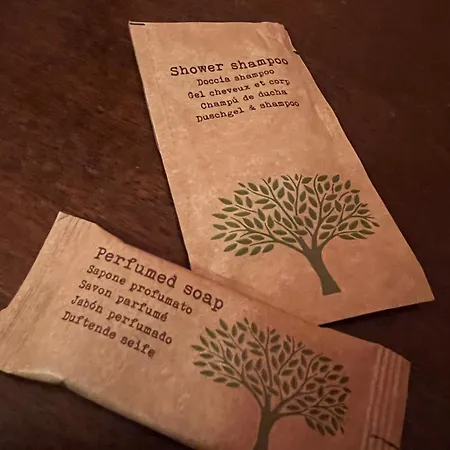 Shower shampoo
Doccia shampoo
Gel cheveux et corp
Champú de ducha
Duschgel & shampoo
Perfumed soap
Sapone profumato
Savon parfumé
Jabón perfumado
Duftende seife